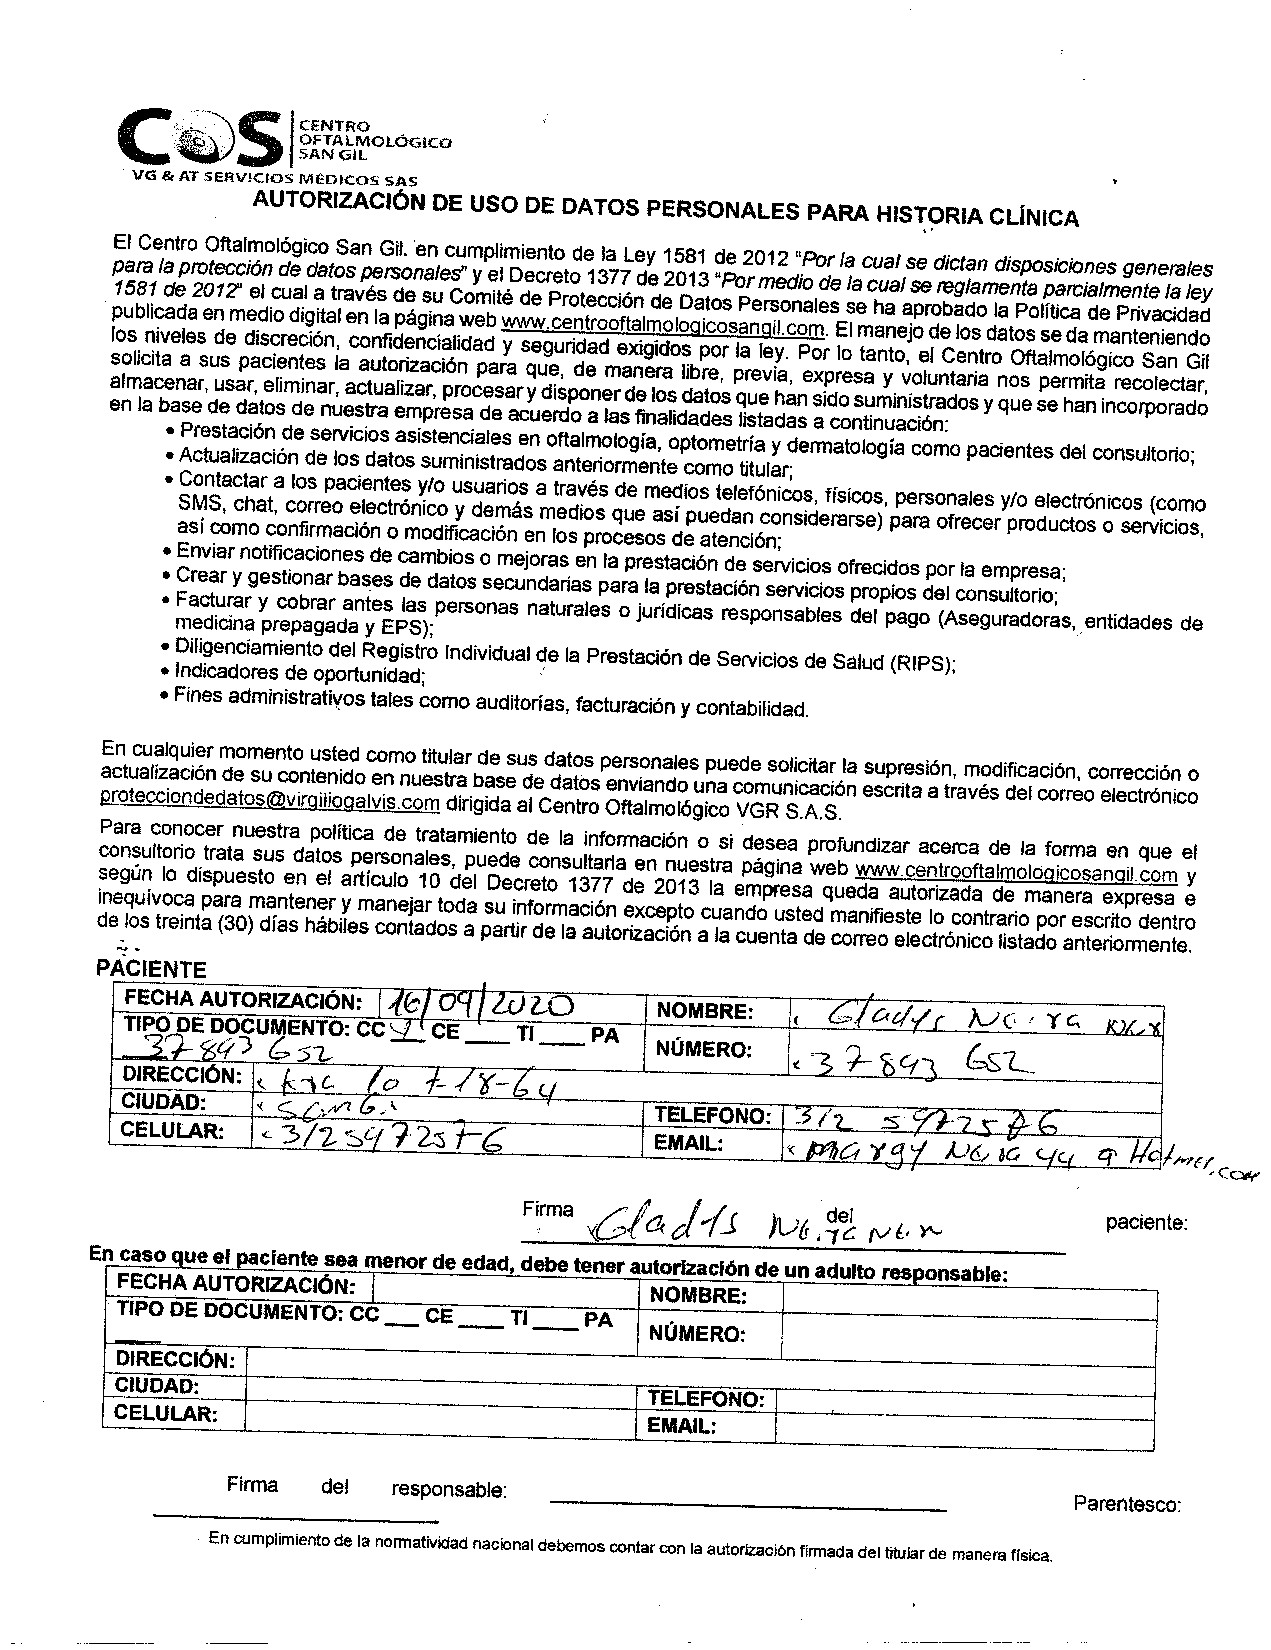 COS CENTRO
OFTALMOLÓGICO
SAN GIL
VG & AT SERVICIOS MÉDICOS SAS
AUTORIZACIÓN DE USO DE DATOS PERSONALES PARA HISTORIA CLÍNICA
El Centro Oftalmológico San Gil. en cumplimiento de la Ley 1581 de 2012 "Por la cual se dictan disposiciones generales
para la protección de datos personales" y el Decreto 1377 de 2013 "Por medio de la cual se reglamenta parcialmente la ley
1581 de 2012" el cual a través de su Comité de Protección de Datos Personales se ha aprobado la Política de Privacidad
publicada en medio digital en la página web www.centrooftalmologicosangil.com. El manejo de los datos se da manteniendo
los niveles de discreción, confidencialidad y seguridad exigidos por la ley. Por lo tanto, el Centro Oftalmológico San Gil
solicita a sus pacientes la autorización para que, de manera libre, previa, expresa y voluntaria nos permita recolectar,
almacenar, usar, eliminar, actualizar, procesar y disponer de los datos que han sido suministrados y que se han incorporado
en la base de datos de nuestra empresa de acuerdo a las finalidades listadas a continuación:
• Prestación de servicios asistenciales en oftalmología, optometría y dermatología como pacientes del consultorio;
• Actualización de los datos suministrados anteriormente como titular;
• Contactar a los pacientes y/o usuarios a través de medios telefónicos, físicos, personales y/o electrónicos (como
SMS, chat, correo electrónico y demás medios que así puedan considerarse) para ofrecer productos o servicios,
así como confirmación o modificación en los procesos de atención;
• Enviar notificaciones de cambios o mejoras en la prestación de servicios ofrecidos por la empresa;
• Crear y gestionar bases de datos secundarias para la prestación servicios propios del consultorio;
• Facturar y cobrar antes las personas naturales o jurídicas responsables del pago (Aseguradoras, entidades de
medicina prepagada y EPS);
• Diligenciamiento del Registro Individual de la Prestación de Servicios de Salud (RIPS);
• Indicadores de oportunidad;
• Fines administrativos tales como auditorías, facturación y contabilidad.
En cualquier momento usted como titular de sus datos personales puede solicitar la supresión, modificación, corrección o
actualización de su contenido en nuestra base de datos enviando una comunicación escrita a través del correo electrónico
protecciondedatos@virgiliogalvis.com dirigida al Centro Oftalmológico VGR S.A.S.
Para conocer nuestra política de tratamiento de la información o si desea profundizar acerca de la forma en que el
consultorio trata sus datos personales, puede consultarla en nuestra página web www.centrooftalmologicosangil.com y
según lo dispuesto en el artículo 10 del Decreto 1377 de 2013 la empresa queda autorizada de manera expresa e
inequívoca para mantener y manejar toda su información excepto cuando usted manifieste lo contrario por escrito dentro
de los treinta (30) días hábiles contados a partir de la autorización a la cuenta de correo electrónico listado anteriormente.
PACIENTE
FECHA AUTORIZACIÓN: 16/09/2020 NOMBRE: Gladys
TIPO DE DOCUMENTO: CC ___ CE ___ TI ___ PA
37893652 NÚMERO: 37893 652
DIRECCIÓN: 10 7-18-64
CIUDAD: San Gil TELEFONO: 312 5972576
CELULAR: 3125972576 EMAIL:
Firma Gladys del paciente:
En caso que el paciente sea menor de edad, debe tener autorización de un adulto responsable:
FECHA AUTORIZACIÓN: NOMBRE:
TIPO DE DOCUMENTO: CC ___ CE ___ TI ___ PA
___ NÚMERO:
DIRECCIÓN:
CIUDAD: TELEFONO:
CELULAR: EMAIL:
Firma del responsable: Parentesco:
En cumplimiento de la normatividad nacional debemos contar con la autorización firmada del titular de manera física.